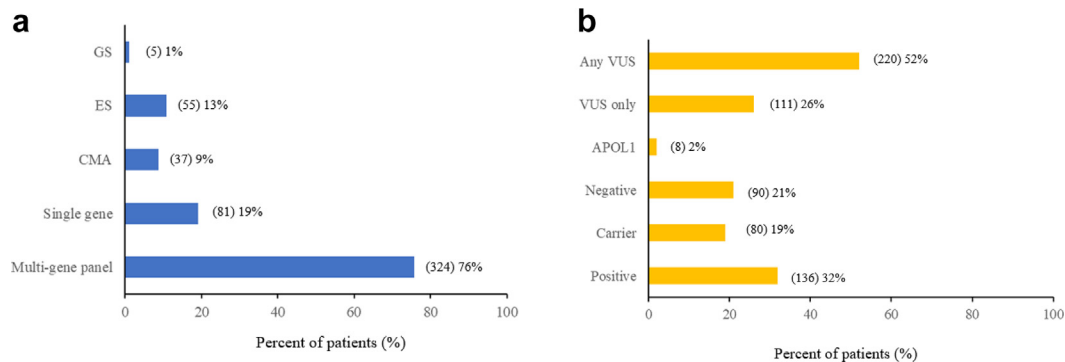 a
GS
(5) 1%
ES
(55) 13%
CMA
(37) 9%
Single gene
(81) 19%
Multi-gene panel
(324) 76%
0 20 40 60 80 100
Percent of patients (%)
b
Any VUS
(220) 52%
VUS only
(111) 26%
APOL1
(8) 2%
Negative
(90) 21%
Carrier
(80) 19%
Positive
(136) 32%
0 20 40 60 80 100
Percent of patients (%)